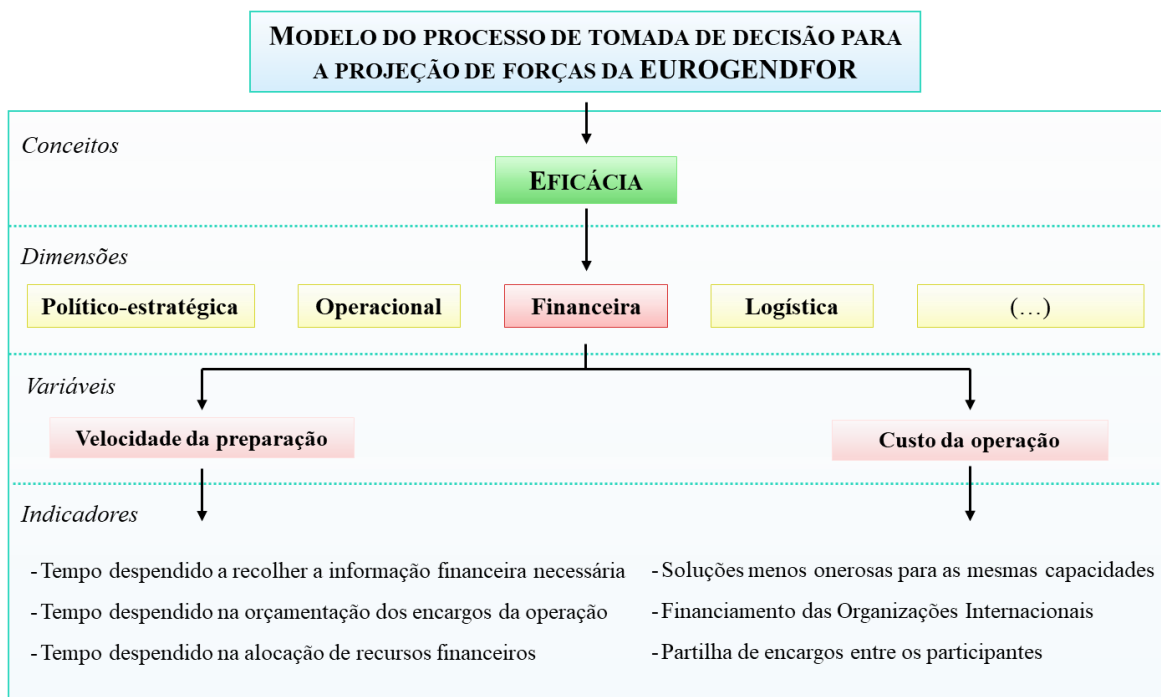 MODELO DO PROCESSO DE TOMADA DE DECISÃO PARA
A PROJEÇÃO DE FORÇAS DA EUROGENDFOR
Conceitos
EFICÁCIA
Dimensões
Político-estratégica
Operacional
Financeira
Logística
(…)
Variáveis
Velocidade da preparação
Custo da operação
Indicadores
- Tempo despendido a recolher a informação financeira necessária
- Tempo despendido na orçamentação dos encargos da operação
- Tempo despendido na alocação de recursos financeiros
- Soluções menos onerosas para as mesmas capacidades
- Financiamento das Organizações Internacionais
- Partilha de encargos entre os participantes